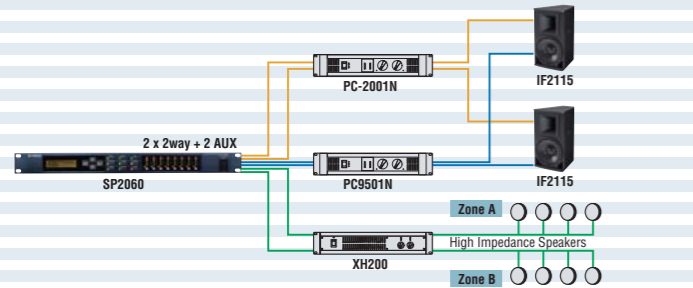 IF2115
PC-2001N
2 x 2way + 2 AUX
SP2060
PC9501N
IF2115
Zone A
High Impedance Speakers
XH200
Zone B